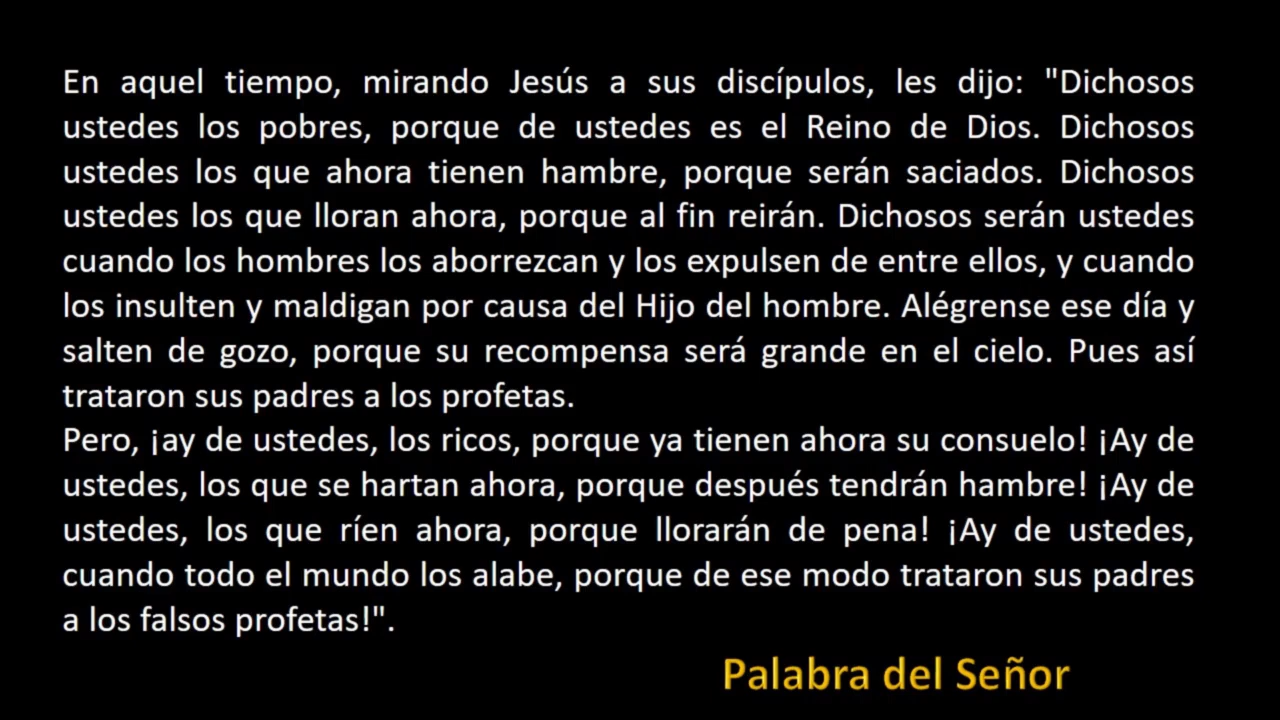 En aquel tiempo, mirando Jesús a sus discípulos, les dijo: "Dichosos
ustedes los pobres, porque de ustedes es el Reino de Dios. Dichosos
ustedes los que ahora tienen hambre, porque serán saciados. Dichosos
ustedes los que lloran ahora, porque al fin reirán. Dichosos serán ustedes
cuando los hombres los aborrezcan y los expulsen de entre ellos, y cuando
los insulten y maldigan por causa del Hijo del hombre. Alégrense ese día y
salten de gozo, porque su recompensa será grande en el cielo. Pues así
trataron sus padres a los profetas.
Pero, ¡ay de ustedes, los ricos, porque ya tienen ahora su consuelo! ¡Ay de
ustedes, los que se hartan ahora, porque después tendrán hambre! ¡Ay de
ustedes, los que ríen ahora, porque llorarán de pena! ¡Ay de ustedes,
cuando todo el mundo los alabe, porque de ese modo trataron sus padres
a los falsos profetas!".
Palabra del Señor